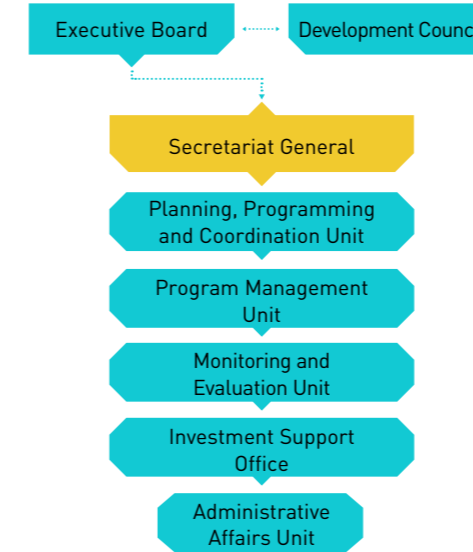 Executive Board
Development Counc
Secretariat General
Planning, Programming
and Coordination Unit
Program Management
Unit
Monitoring and
Evaluation Unit
Investment Support
Office
Administrative
Affairs Unit